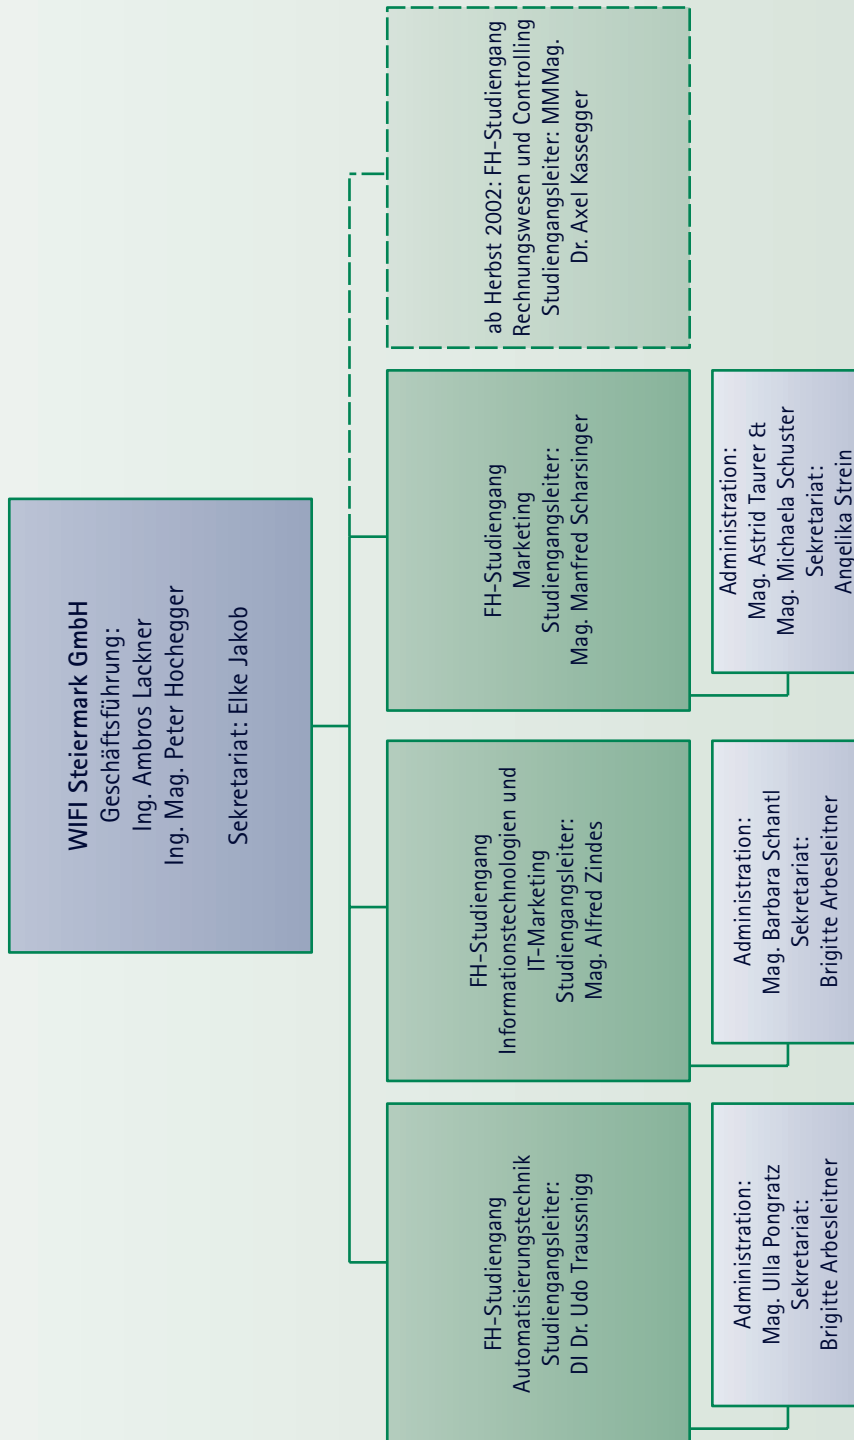 WIFI Steiermark GmbH
Geschäftsführung:
Ing. Ambros Lackner
Ing. Mag. Peter Hochegger
Sekretariat: Elke Jakob
FH-Studiengang
Automatisierungstechnik
Studiengangsleiter:
DI Dr. Udo Traussnigg
FH-Studiengang
Informationstechnologien und
IT-Marketing
Studiengangsleiter:
Mag. Alfred Zindes
FH-Studiengang
Marketing
Studiengangsleiter:
Mag. Manfred Scharsinger
ab Herbst 2002: FH-Studiengang
Rechnungswesen und Controlling
Studiengangsleiter: MMMag.
Dr. Axel Kassegger
Administration:
Mag. Ulla Pongratz
Sekretariat:
Brigitte Arbesleitner
Administration:
Mag. Barbara Schantl
Sekretariat:
Brigitte Arbesleitner
Administration:
Mag. Astrid Taurer &
Mag. Michaela Schuster
Sekretariat:
Angelika Strein